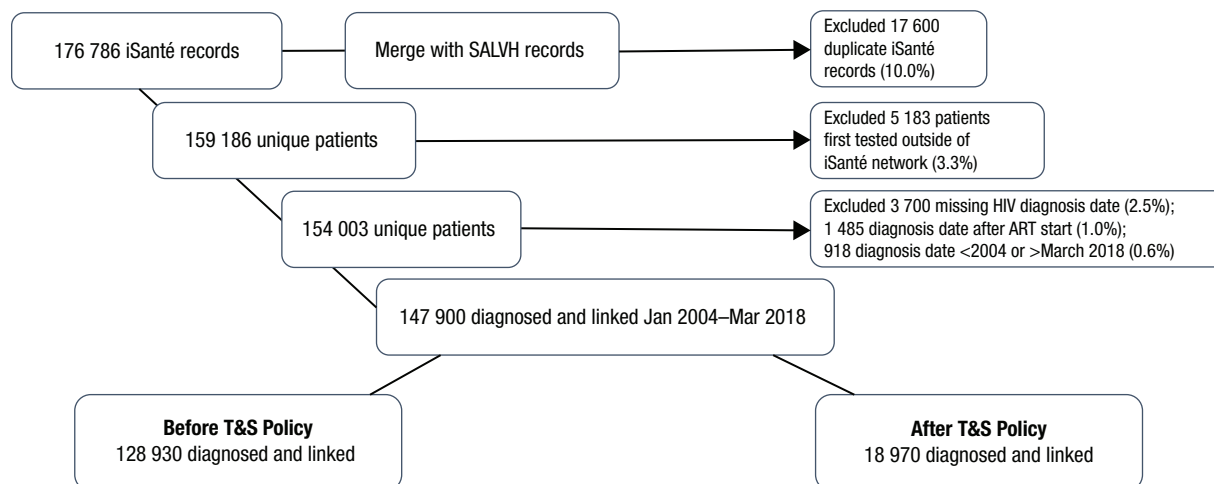 176 786 iSanté records
Merge with SALVH records
Excluded 17 600
duplicate iSanté
records (10.0%)
159 186 unique patients
Excluded 5 183 patients
first tested outside of
iSanté network (3.3%)
154 003 unique patients
Excluded 3 700 missing HIV diagnosis date (2.5%);
1 485 diagnosis date after ART start (1.0%);
918 diagnosis date <2004 or >March 2018 (0.6%)
147 900 diagnosed and linked Jan 2004–Mar 2018
Before T&S Policy
128 930 diagnosed and linked
After T&S Policy
18 970 diagnosed and linked